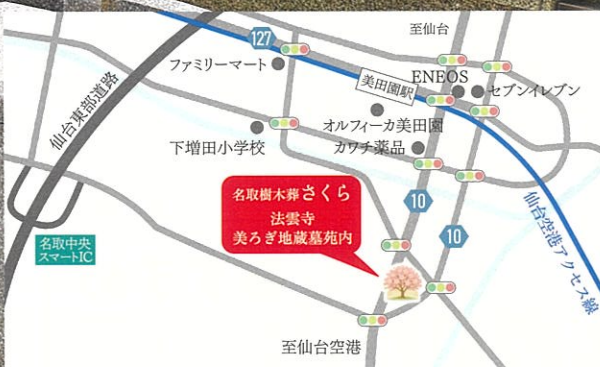 至仙台
127
ファミリーマート
美田園駅
ENEOS
セブンイレブン
仙台東部道路
オルフィーカ美田園
下増田小学校
カワチ薬品
名取樹木葬さくら
法雲寺
美ろぎ地蔵墓苑内
10
10
仙台空港アクセス線
名取中央
スマートIC
至仙台空港